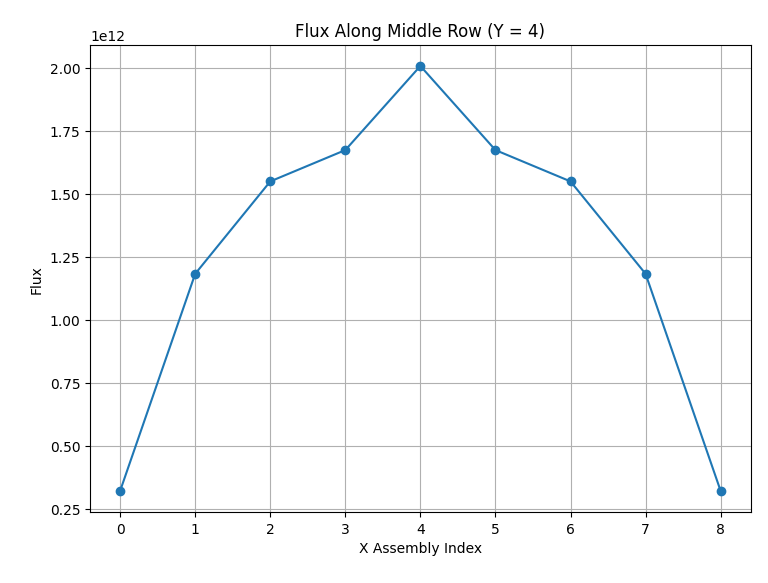 Flux Along Middle Row (Y = 4)
1e12
2.00
1.75
1.50
1.25
1.00
0.75
0.50
0.25
Flux
0 1 2 3 4 5 6 7 8
X Assembly Index